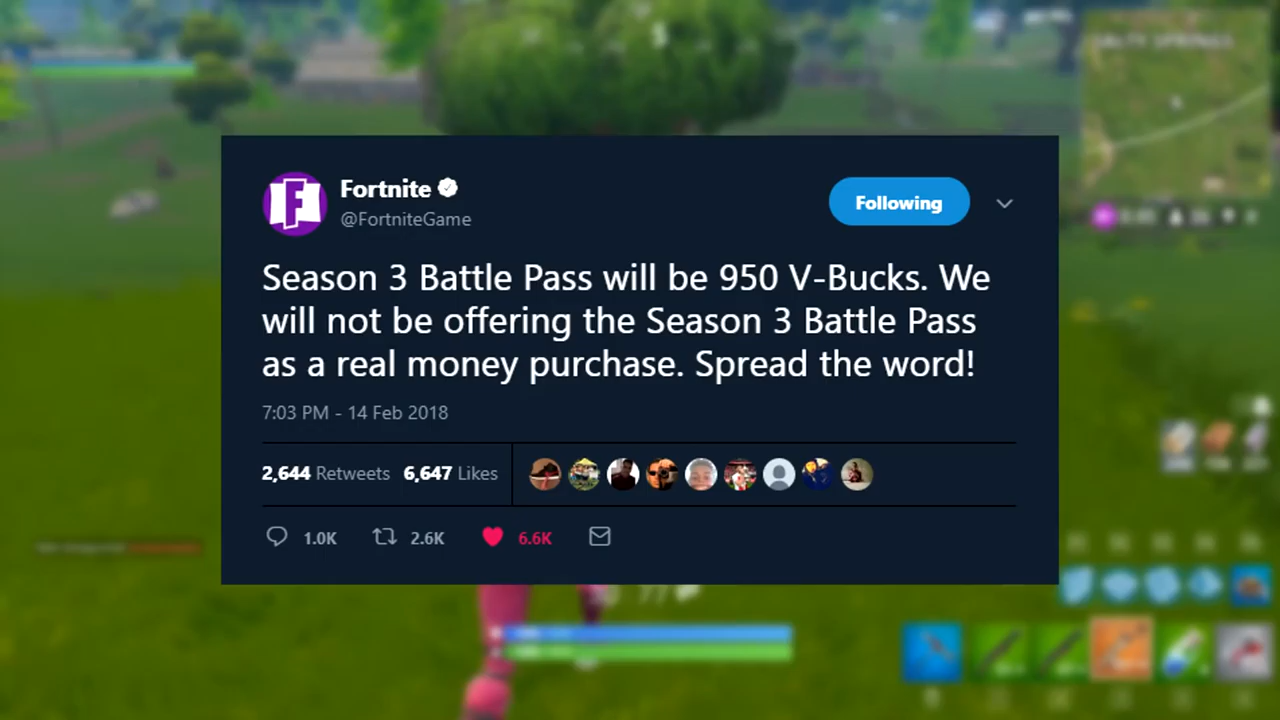 Fortnite
@FortniteGame
Following
Season 3 Battle Pass will be 950 V-Bucks. We
will not be offering the Season 3 Battle Pass
as a real money purchase. Spread the word!
7:03 PM - 14 Feb 2018
2,644 Retweets 6,647 Likes
1.0K 2.6K 6.6K